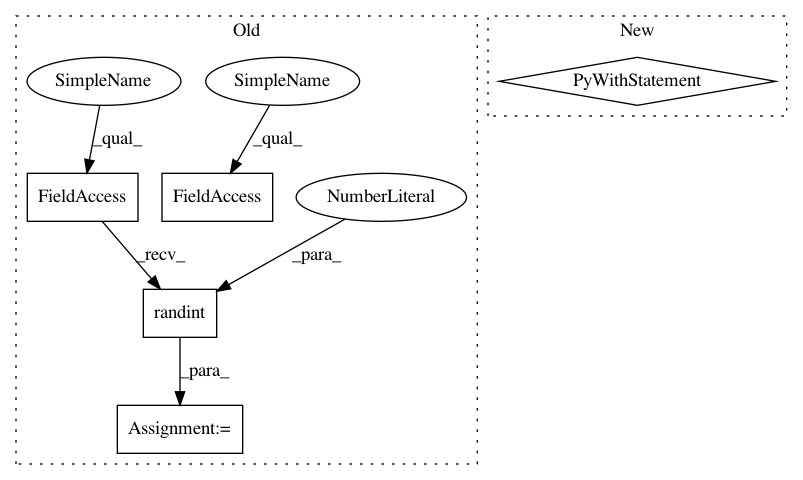 Old
New
SimpleName
SimpleName
PyWithStatement
_qual_
_qual_
FieldAccess
FieldAccess
NumberLiteral
_recv_
_para_
randint
_para_
Assignment:=